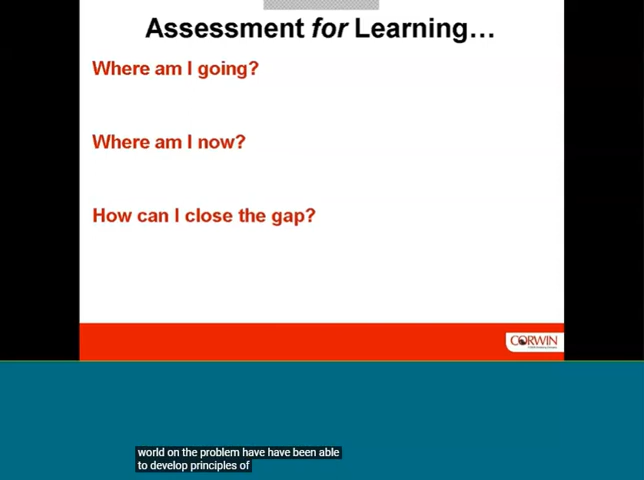 Assessment for Learning...
Where am I going?
Where am I now?
How can I close the gap?
CORWIN
world on the problem have have been able
to develop principles of